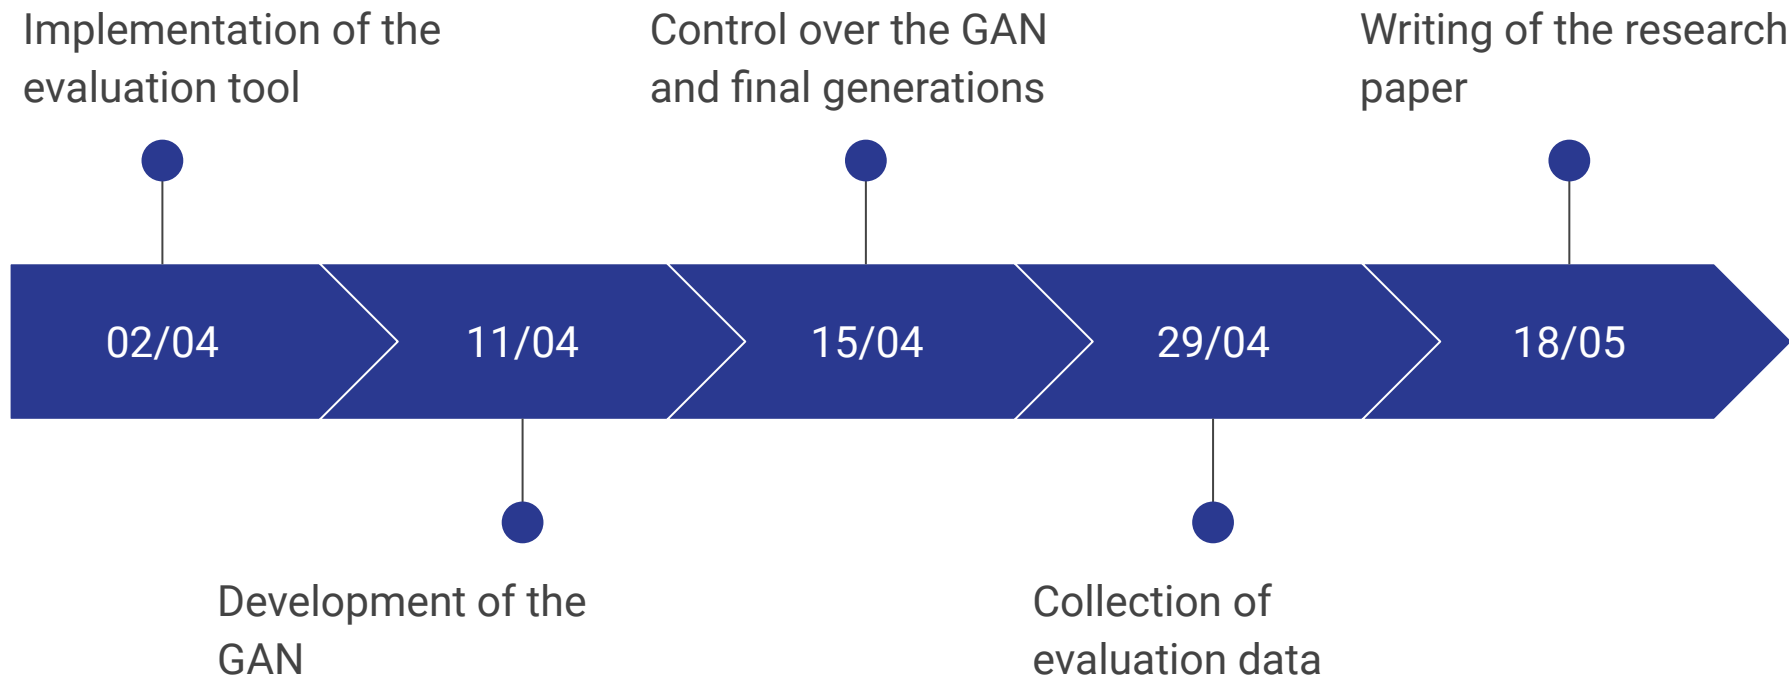 Implementation of the
evaluation tool
Control over the GAN
and final generations
Writing of the research
paper
02/04
11/04
15/04
29/04
18/05
Development of the
GAN
Collection of
evaluation data